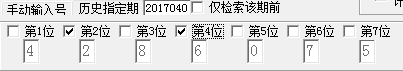 手动输入号 历史指定期 2017040 仅检索该期前
第1位 第2位 第3位 第4位 第5位 第6位 第7位
4 2 8 6 0 7 5